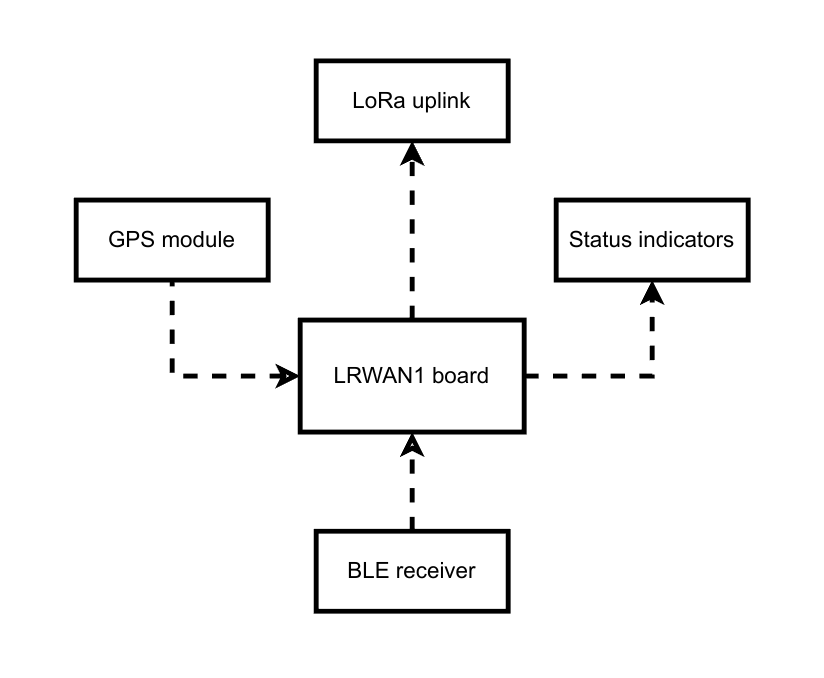 LoRa uplink
GPS module
Status indicators
LRWAN1 board
BLE receiver